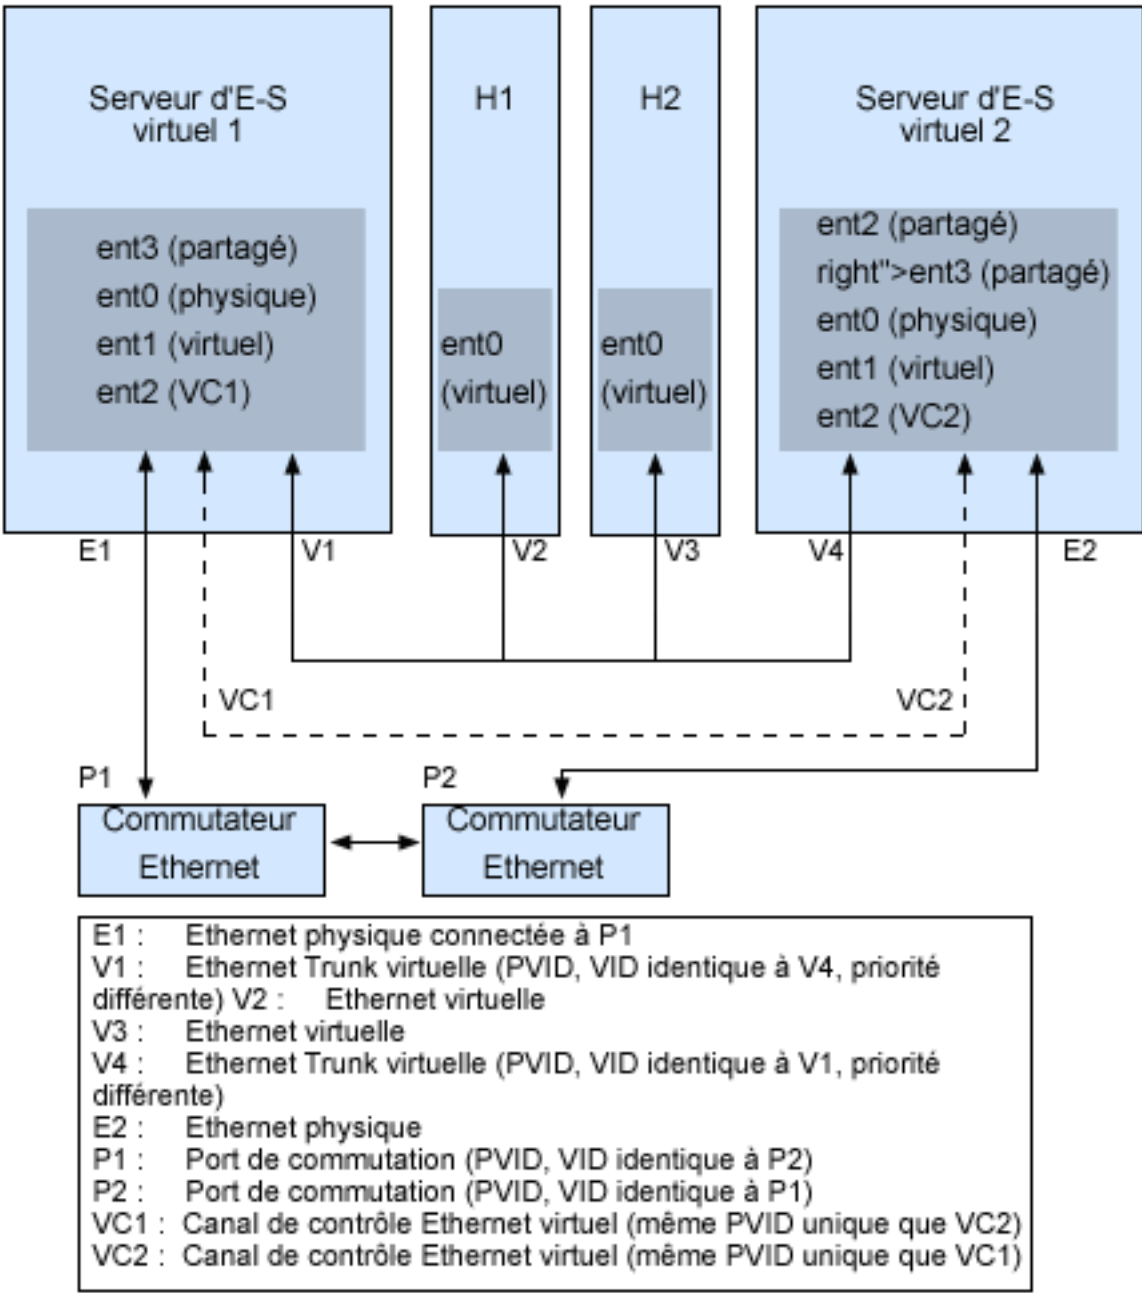 Serveur d'E-S
virtuel 1
H1
H2
Serveur d'E-S
virtuel 2
ent3 (partagé)
ent0 (physique)
ent1 (virtuel)
ent2 (VC1)
ent0
(virtuel)
ent0
(virtuel)
ent2 (partagé)
right">ent3 (partagé)
ent0 (physique)
ent1 (virtuel)
ent2 (VC2)
E1
V1
V2
V3
V4
E2
VC1
VC2
P1
P2
Commutateur
Ethernet
Commutateur
Ethernet
E1 : Ethernet physique connectée à P1
V1 : Ethernet Trunk virtuelle (PVID, VID identique à V4, priorité
différente) V2 : Ethernet virtuelle
V3 : Ethernet virtuelle
V4 : Ethernet Trunk virtuelle (PVID, VID identique à V1, priorité
différente)
E2 : Ethernet physique
P1 : Port de commutation (PVID, VID identique à P2)
P2 : Port de commutation (PVID, VID identique à P1)
VC1 : Canal de contrôle Ethernet virtuel (même PVID unique que VC2)
VC2 : Canal de contrôle Ethernet virtuel (même PVID unique que VC1)